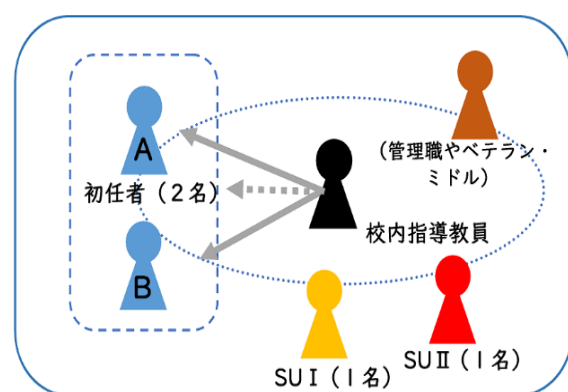 A
初任者（2名）
B
（管理職やベテラン・
ミドル）
校内指導教員
SUⅠ（1名）
SUⅡ（1名）